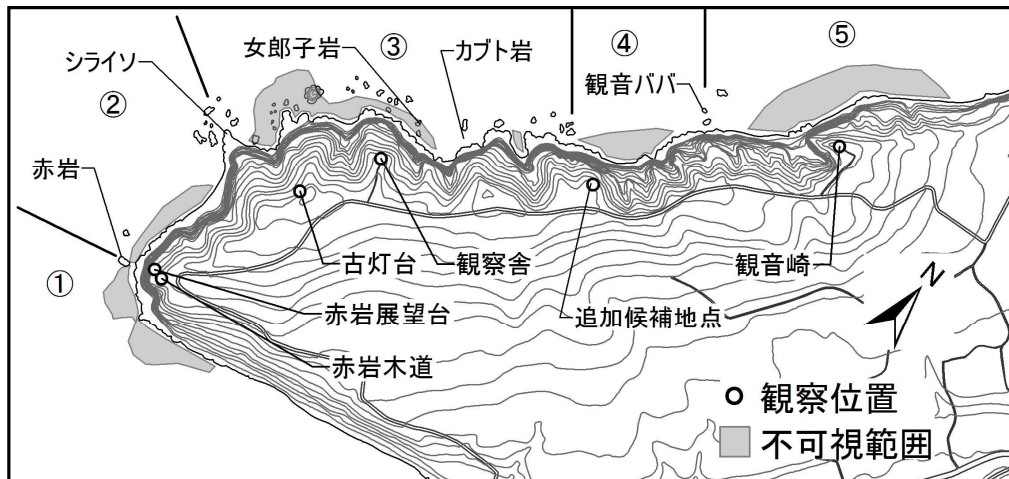 ①
赤岩
②
シライソ
女郎子岩
③
カブト岩
④
観音ババ
⑤
古灯台
観察舎
赤岩展望台
赤岩木道
追加候補地点
観音崎
N
観察位置
不可視範囲